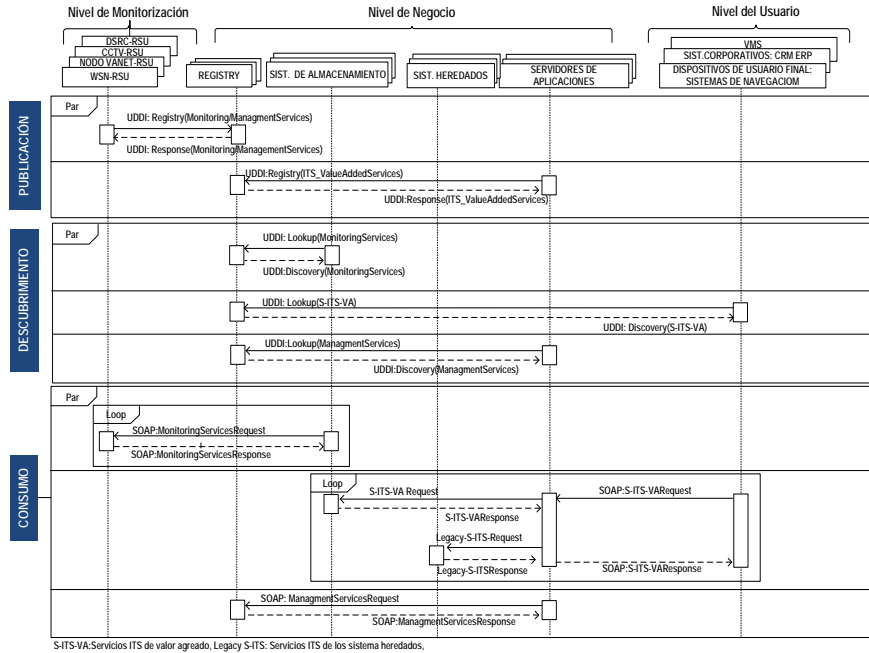 Nivel de Monitorización
Nivel de Negocio
Nivel del Usuario
DSRC-RSU
CCTV-RSU
NODO VANET-RSU
WSN-RSU
REGISTRY
SIST. DE ALMACENAMIENTO
SIST. HEREDADOS
SERVIDORES DE
APLICACIONES
VMS
SIST.CORPORATIVOS: CRM ERP
DISPOSITIVOS DE USUARIO FINAL:
SISTEMAS DE NAVEGACIOM
PUBLICACIÓN
Par
UDDI: Registry(Monitoring/ManagmentServices)
UDDI: Response(Monitoring/ManagementServices)
UDDI:Registry(ITS_ValueAddedServices)
UDDI:Response(ITS_ValueAddedServices)
DESCUBRIMIENTO
Par
UDDI: Lookup(MonitoringServices)
UDDI:Discovery(MonitoringServices)
UDDI: Lookup(S-ITS-VA)
UDDI: Discovery(S-ITS-VA)
UDDI:Lookup(ManagmentServices)
UDDI:Discovery(ManagmentServices)
CONSUMO
Par
Loop
SOAP:MonitoringServicesRequest
SOAP:MonitoringServicesResponse
Loop
S-ITS-VA Request
SOAP:S-ITS-VARequest
S-ITS-VAResponse
Legacy-S-ITS-Request
Legacy-S-ITSResponse
SOAP:S-ITS-VAResponse
SOAP: ManagmentServicesRequest
SOAP:ManagmentServicesResponse
S-ITS-VA:Servicios ITS de valor agreado, Legacy S-ITS: Servicios ITS de los sistema heredados,